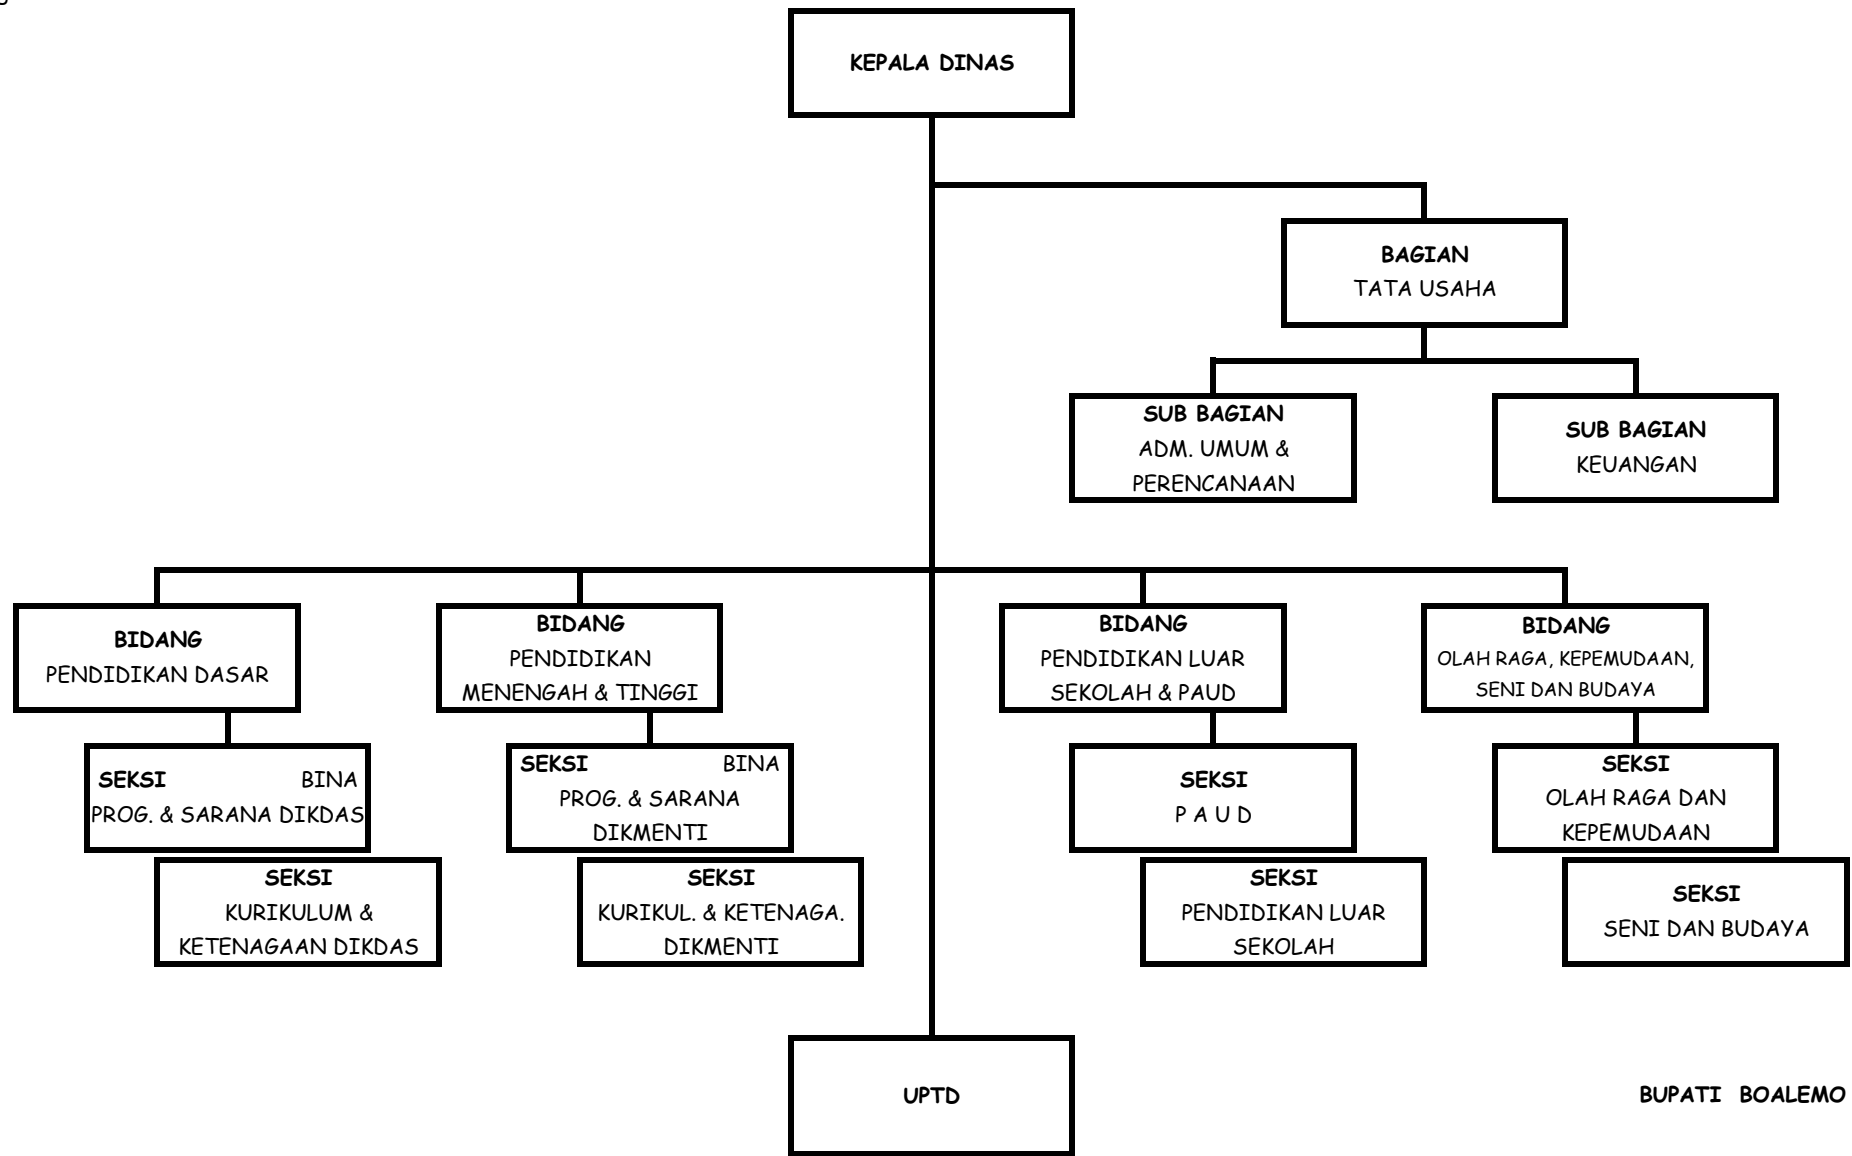 KEPALA DINAS
BAGIAN
TATA USAHA
SUB BAGIAN
ADM. UMUM &
PERENCANAAN
SUB BAGIAN
KEUANGAN
BIDANG
PENDIDIKAN DASAR
BIDANG
PENDIDIKAN
MENENGAH & TINGGI
BIDANG
PENDIDIKAN LUAR
SEKOLAH & PAUD
BIDANG
OLAH RAGA, KEPEMUDAAN,
SENI DAN BUDAYA
SEKSI BINA
PROG. & SARANA DIKDAS
SEKSI BINA
PROG. & SARANA
DIKMENTI
SEKSI
P A U D
SEKSI
OLAH RAGA DAN
KEPEMUDAAN
SEKSI
KURIKULUM &
KETENAGAAN DIKDAS
SEKSI
KURIKUL. & KETENAGA.
DIKMENTI
SEKSI
PENDIDIKAN LUAR
SEKOLAH
SEKSI
SENI DAN BUDAYA
UPTD
BUPATI BOALEMO